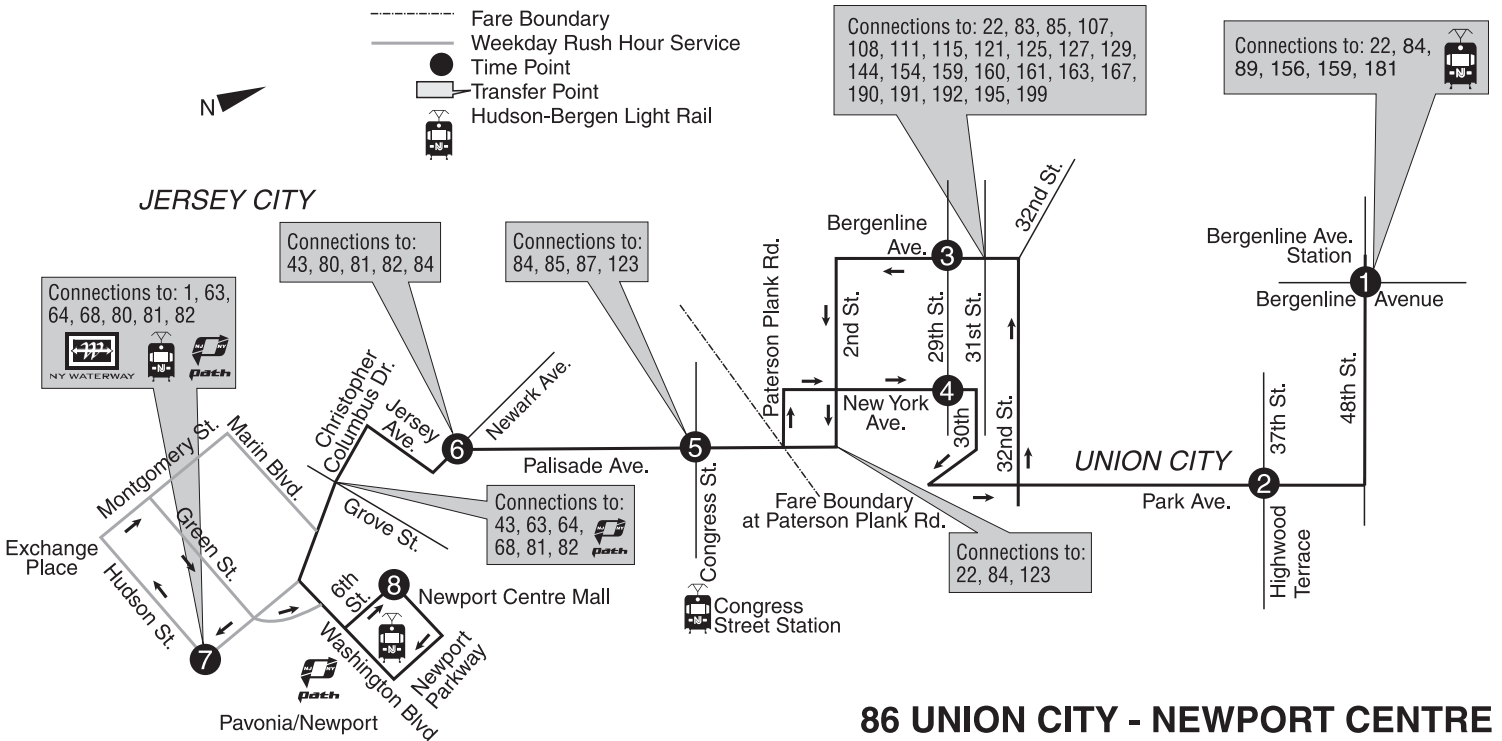 Fare Boundary
Weekday Rush Hour Service
Time Point
Transfer Point
Hudson-Bergen Light Rail
N
Connections to: 22, 83, 85, 107,
108, 111, 115, 121, 125, 127, 129,
144, 154, 159, 160, 161, 163, 167,
190, 191, 192, 195, 199
Connections to: 22, 84,
89, 156, 159, 181
JERSEY CITY
Connections to:
43, 80, 81, 82, 84
Connections to:
84, 85, 87, 123
Connections to: 1, 63,
64, 68, 80, 81, 82
NY WATERWAY
path
Bergenline
Ave.
3
32nd St.
Bergenline Ave.
Station
1
Bergenline Avenue
Paterson Plank Rd.
2nd St.
29th St.
31st St.
48th St.
Christopher
Columbus Dr.
Jersey
Ave.
Newark Ave.
6
Palisade Ave.
5
Congress St.
4
New York
Ave.
30th
32nd St.
UNION CITY
37th St.
2
Park Ave.
Highwood
Terrace
Montgomery St.
Marin Blvd.
Green St.
Grove St.
Connections to:
43, 63, 64,
68, 81, 82
path
Fare Boundary
at Paterson Plank Rd.
Connections to:
22, 84, 123
Exchange
Place
Hudson St.
7
6th
St.
8
Newport Centre Mall
Newport
Parkway
Washington Blvd
path
Pavonia/Newport
Congress
Street Station
86 UNION CITY - NEWPORT CENTRE